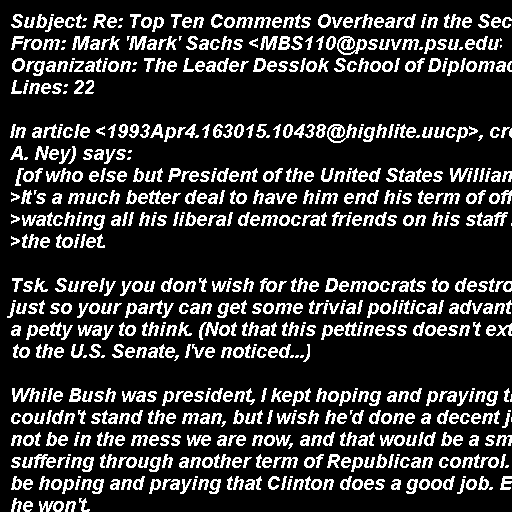 Subject: Re: Top Ten Comments Overheard in the Sec
From: Mark 'Mark' Sachs <MBS110@psuvm.psu.edu
Organization: The Leader Desslok School of Diplomac
Lines: 22

In article <1993Apr4.163015.10438@highlite.uucp>, cr
A. Ney) says:
[of who else but President of the United States William
>It's a much better deal to have him end his term of off
>watching all his liberal democrat friends on his staff
>the toilet.

Tsk. Surely you don't wish for the Democrats to destro
just so your party can get some trivial political advant
a petty way to think. (Not that this pettiness doesn't ext
to the U.S. Senate, I've noticed...)

While Bush was president, I kept hoping and praying t
couldn't stand the man, but I wish he'd done a decent j
not be in the mess we are now, and that would be a sm
suffering through another term of Republican control.
be hoping and praying that Clinton does a good job. E
he won't.